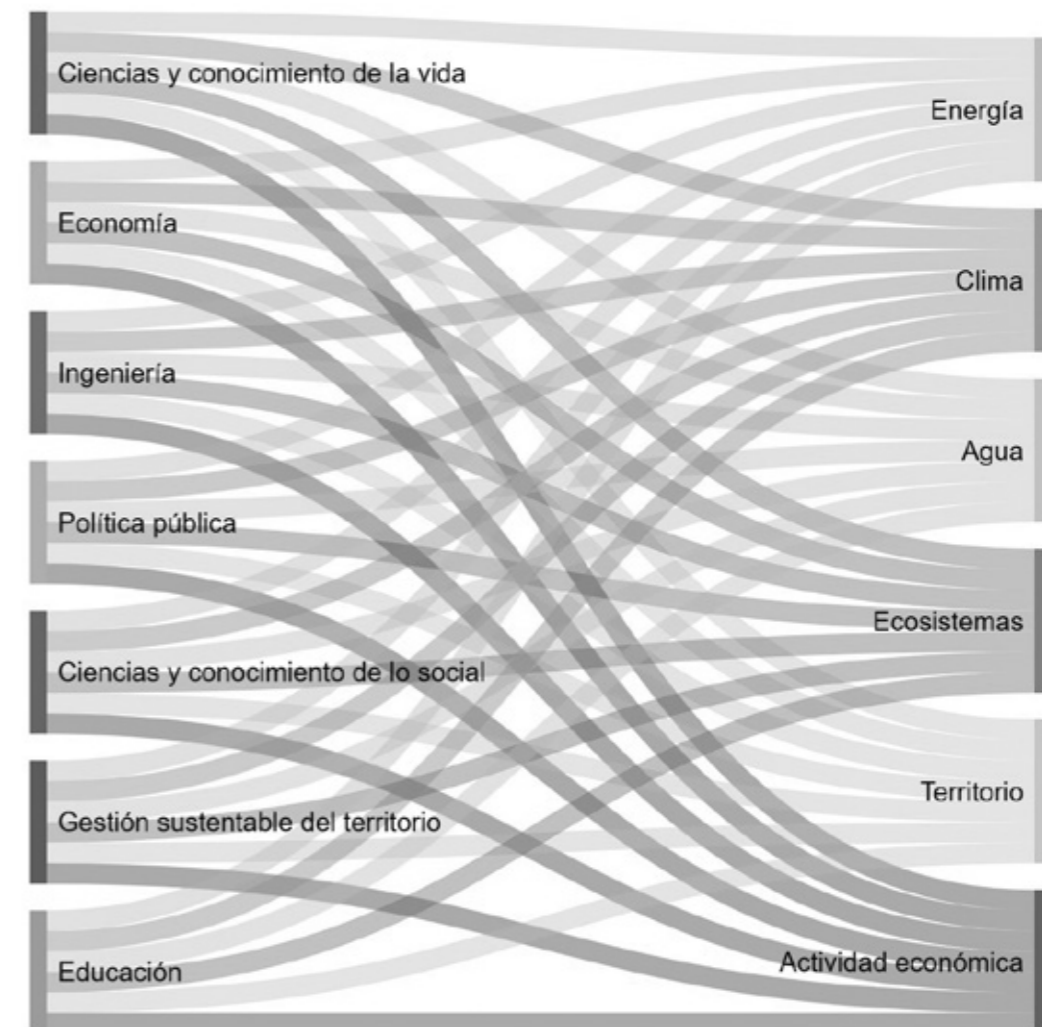 Ciencias y conocimiento de la vida
Economía
Ingeniería
Política pública
Ciencias y conocimiento de lo social
Gestión sustentable del territorio
Educación
Energía
Clima
Agua
Ecosistemas
Territorio
Actividad económica